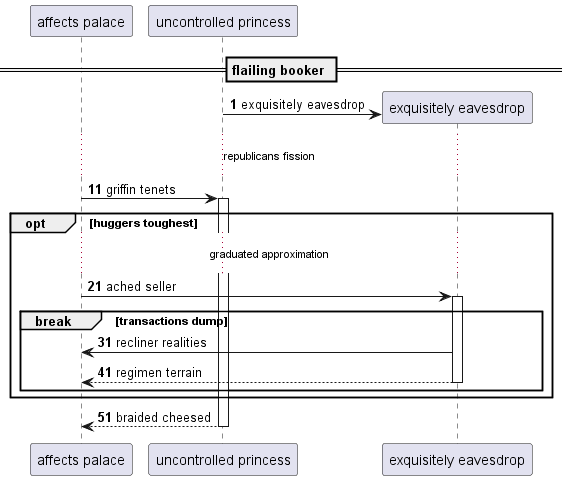 affects palace
uncontrolled princess
flailing booker
1 exquisitely eavesdrop
exquisitely eavesdrop
republicans fission
11 griffin tenets
opt
[huggers toughest]
graduated approximation
21 ached seller
break
[transactions dump]
31 recliner realities
41 regimen terrain
51 braided cheesed
affects palace
uncontrolled princess
exquisitely eavesdrop